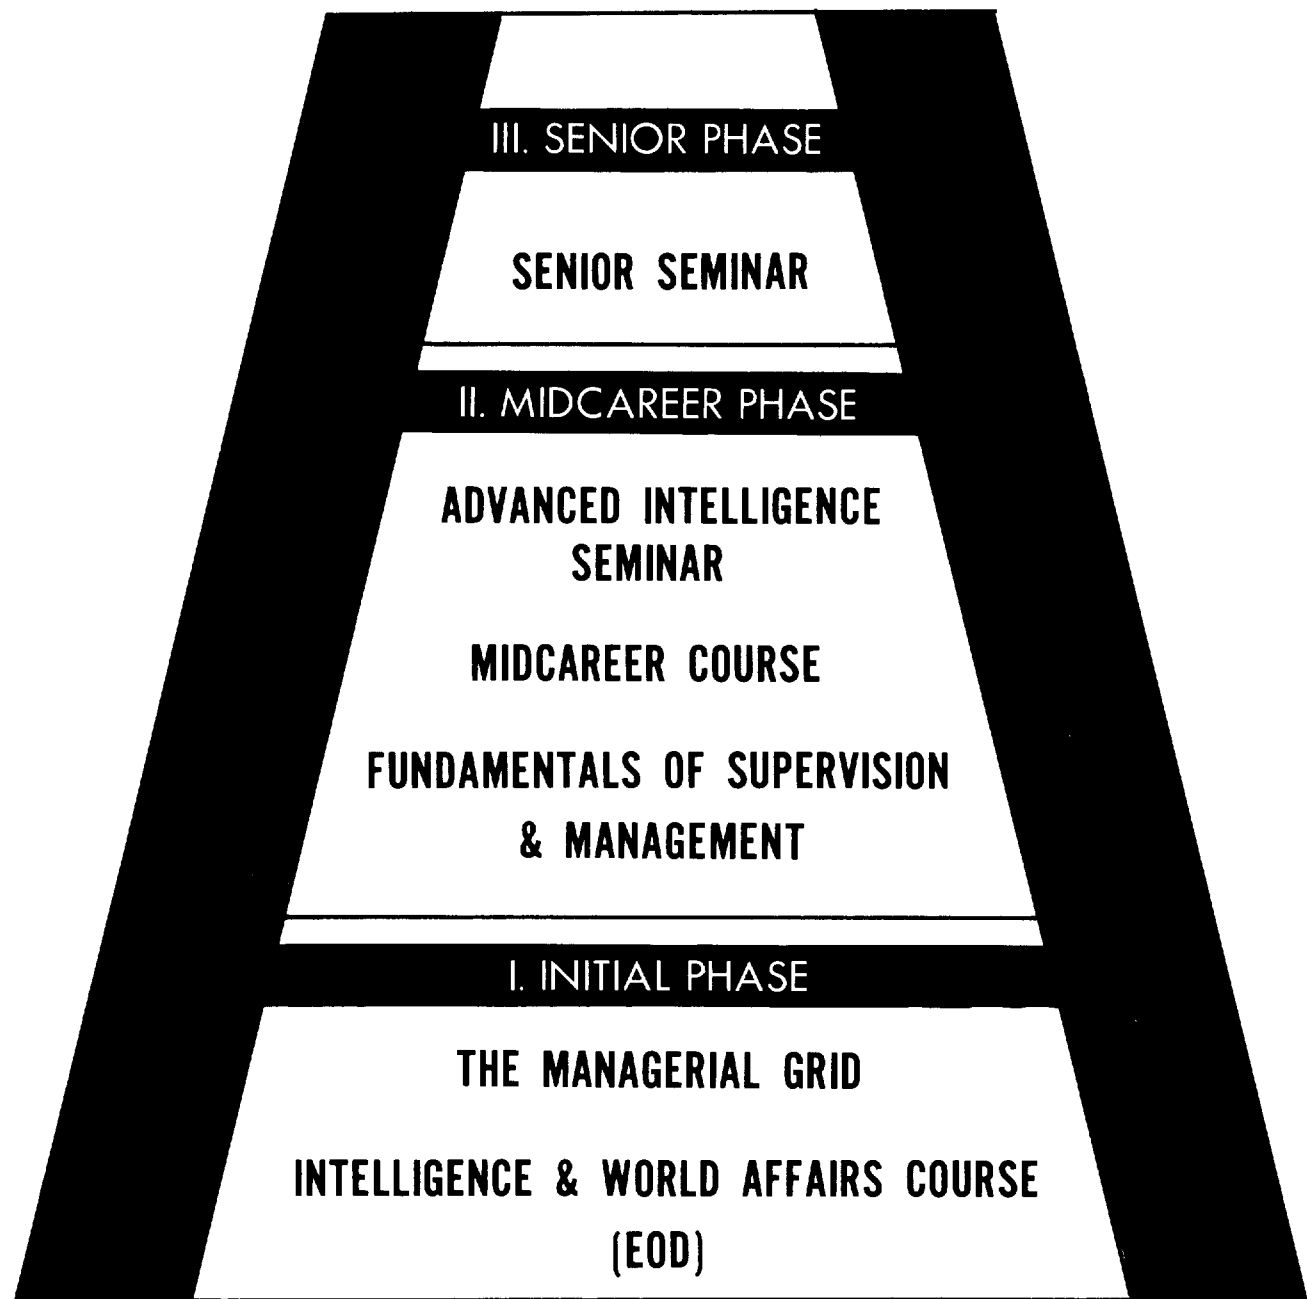 III. SENIOR PHASE
SENIOR SEMINAR
II. MIDCAREER PHASE
ADVANCED INTELLIGENCE
SEMINAR
MIDCAREER COURSE
FUNDAMENTALS OF SUPERVISION
& MANAGEMENT
I. INITIAL PHASE
THE MANAGERIAL GRID
INTELLIGENCE & WORLD AFFAIRS COURSE
(EOD)